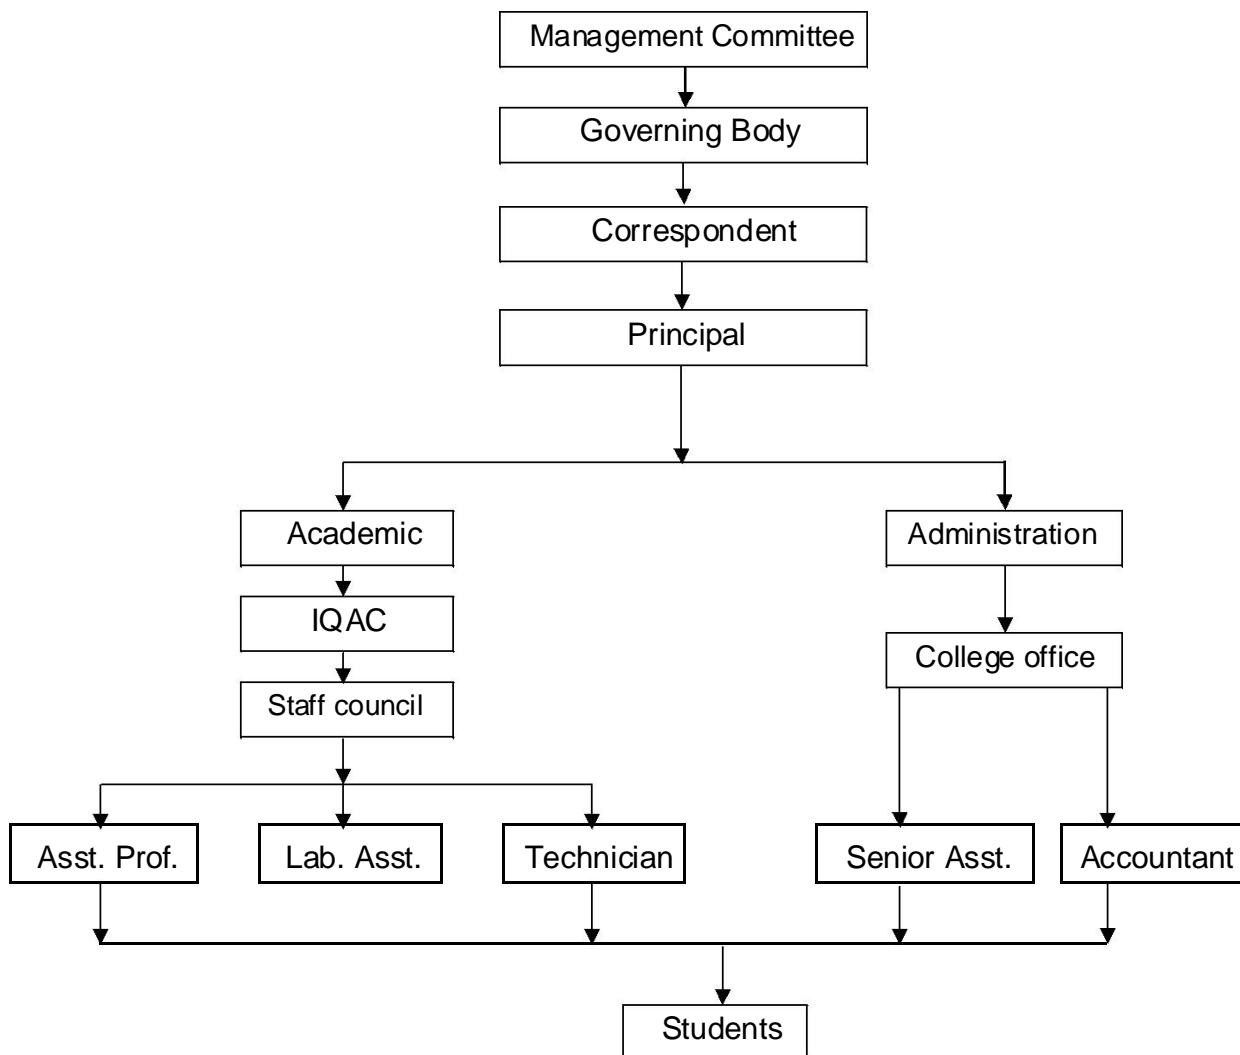 Management Committee
Governing Body
Correspondent
Principal
Academic
Administration
IQAC
College office
Staff council
Asst. Prof.
Lab. Asst.
Technician
Senior Asst.
Accountant
Students